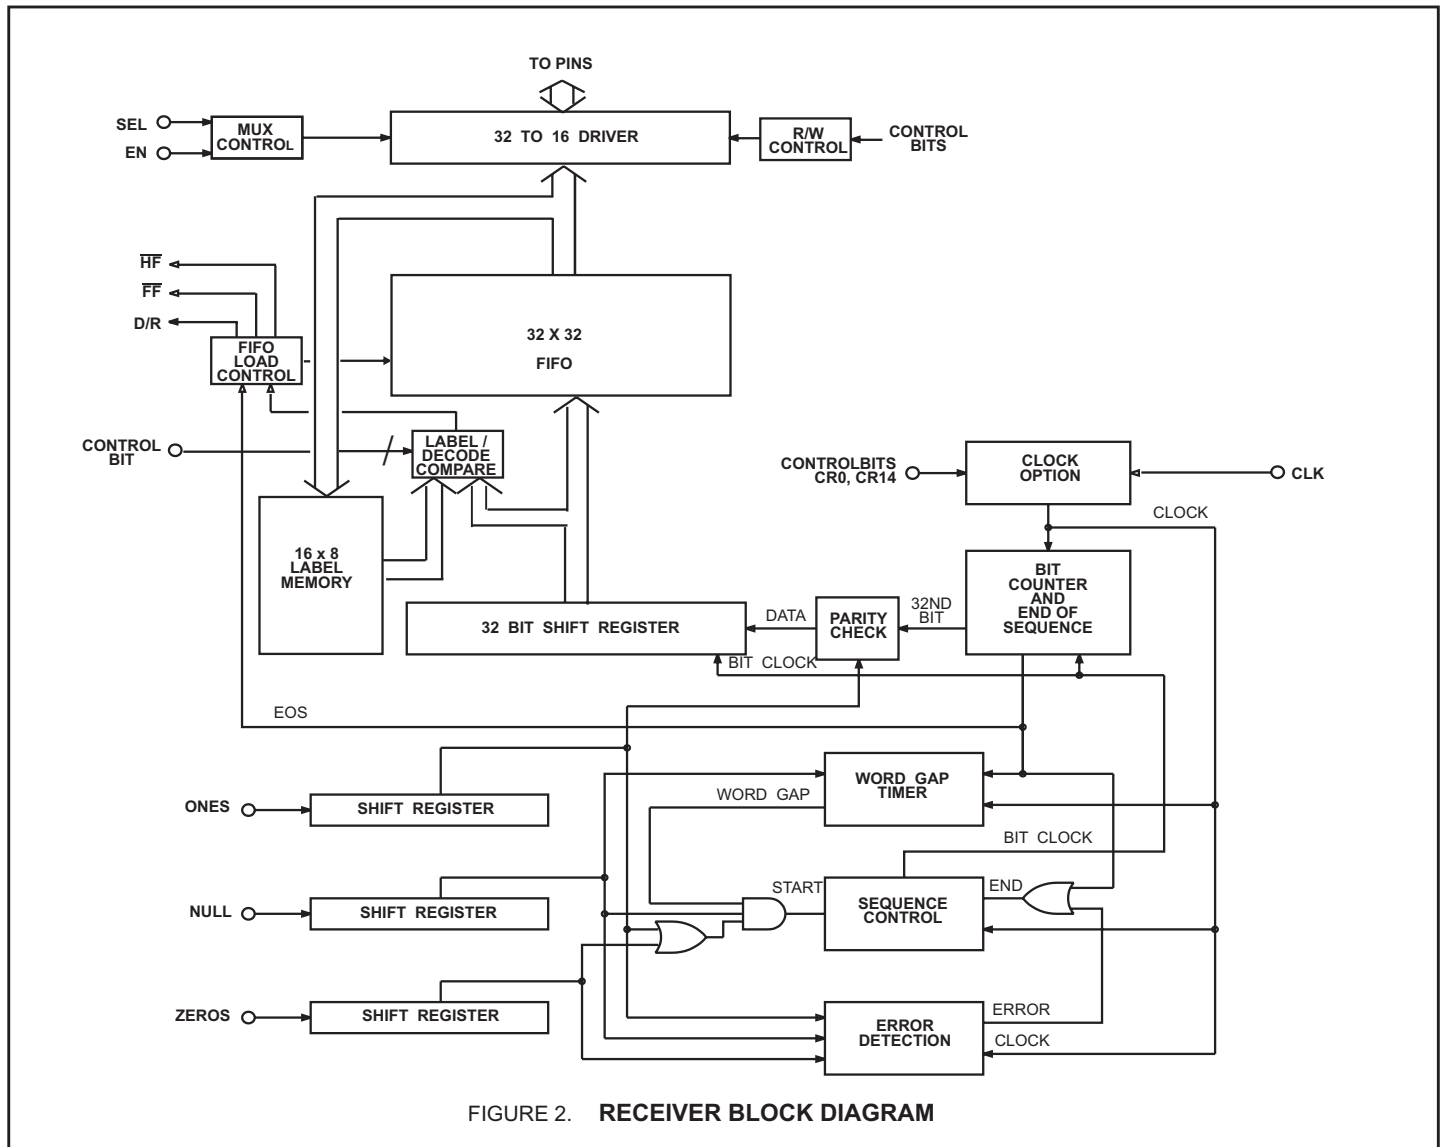 TO PINS
SEL
EN
MUX
CONTROL
32 TO 16 DRIVER
R/W
CONTROL
CONTROL
BITS
HF
FF
D/R
FIFO
LOAD
CONTROL
32 X 32
FIFO
CONTROL
BIT
/
LABEL /
DECODE
COMPARE
CONTROLBITS
CR0, CR14
CLOCK
OPTION
CLK
CLOCK
16 x 8
LABEL
MEMORY
BIT
COUNTER
AND
END OF
SEQUENCE
32ND
BIT
PARITY
CHECK
DATA
32 BIT SHIFT REGISTER
BIT CLOCK
EOS
WORD GAP
TIMER
WORD GAP
ONES
SHIFT REGISTER
BIT CLOCK
NULL
SHIFT REGISTER
START
SEQUENCE
CONTROL
END
ZEROS
SHIFT REGISTER
ERROR
DETECTION
ERROR
CLOCK
FIGURE 2. RECEIVER BLOCK DIAGRAM